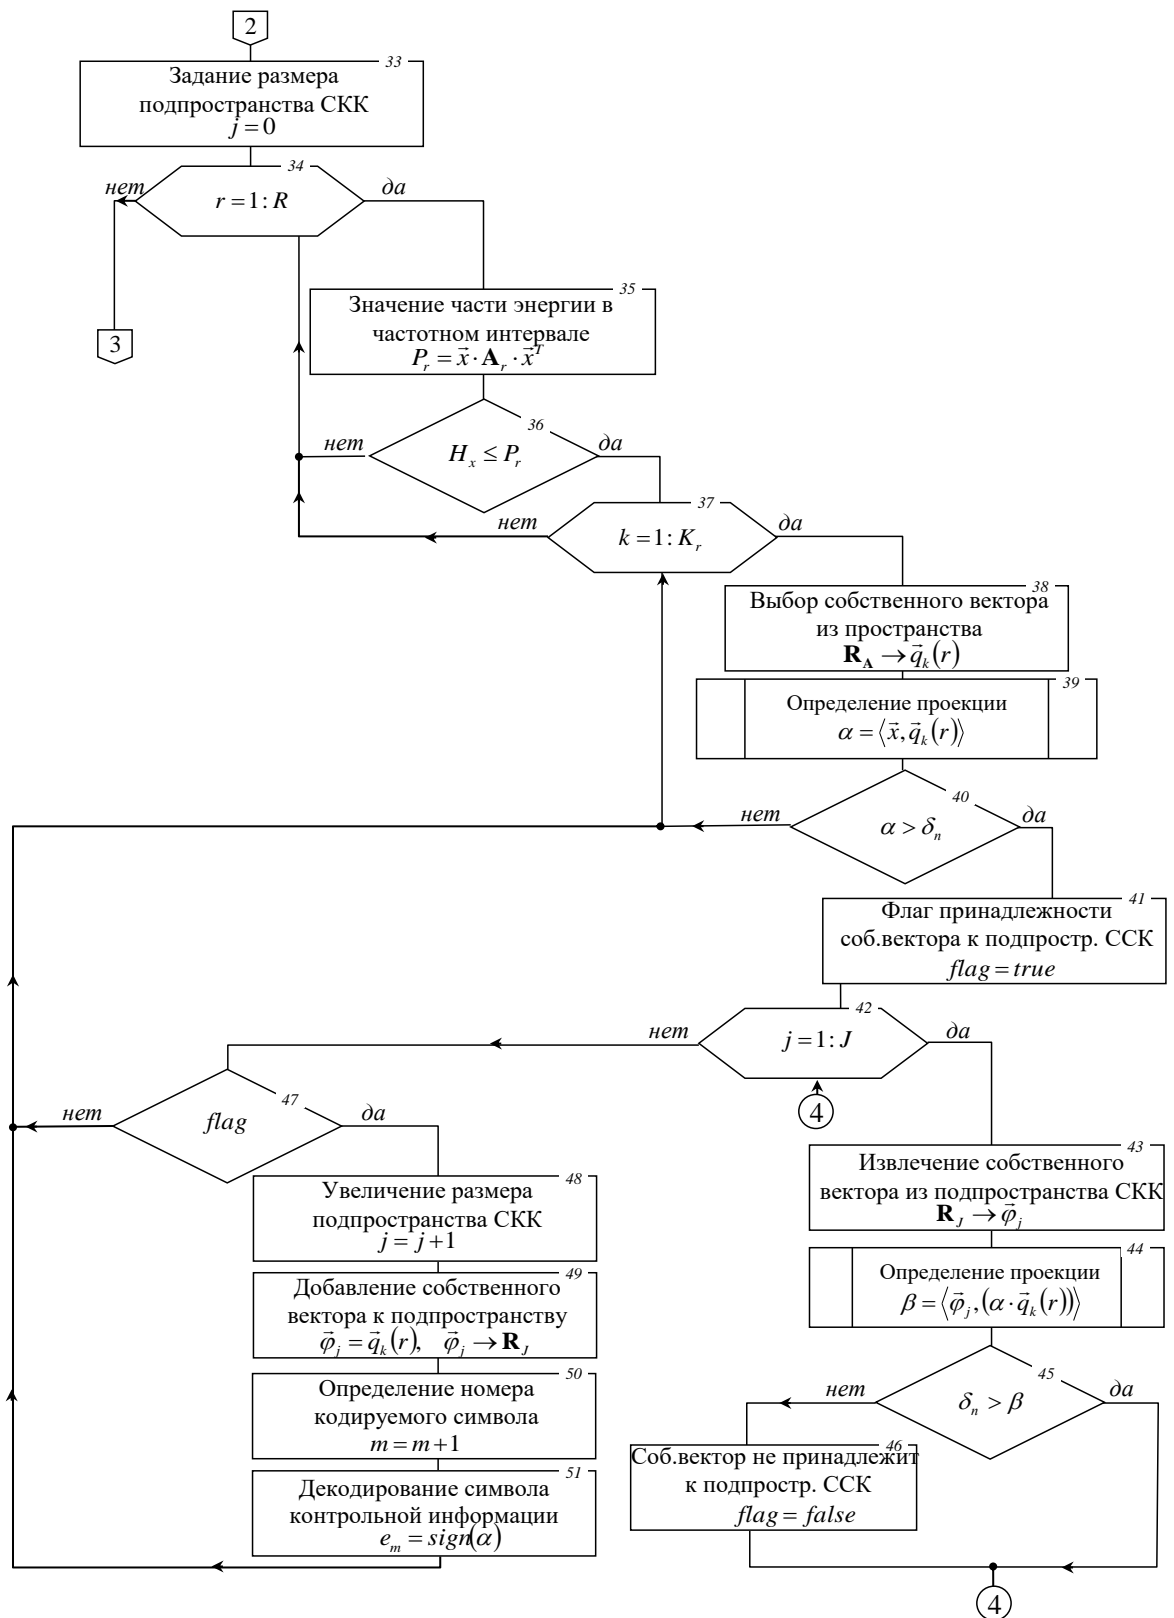 2
33
Задание размера
подпространства СКК
j = 0
34
нет
r = 1 : R
да
3
35
Значение части энергии в
частотном интервале
P_r = x⃗ · A_r · x⃗^T
36
нет
H_x ≤ P_r
да
37
нет
k = 1 : K_r
да
38
Выбор собственного вектора
из пространства
R_A → q⃗_k(r)
39
Определение проекции
α = ⟨x⃗, q⃗_k(r)⟩
40
нет
α > δ_n
да
41
Флаг принадлежности
соб.вектора к подпростр. ССК
flag = true
42
нет
j = 1 : J
да
4
47
нет
flag
да
43
Извлечение собственного
вектора из подпространства СКК
R_J → φ⃗_j
48
Увеличение размера
подпространства СКК
j = j + 1
44
Определение проекции
β = ⟨φ⃗_j, (α · q⃗_k(r))⟩
49
Добавление собственного
вектора к подпространству
φ⃗_j = q⃗_k(r), φ⃗_j → R_J
45
нет
δ_n > β
да
50
Определение номера
кодируемого символа
m = m + 1
46
Соб.вектор не принадлежит
к подпростр. ССК
flag = false
51
Декодирование символа
контрольной информации
e_m = sign(α)
4